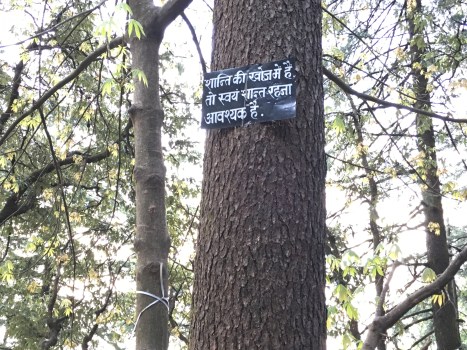 शान्ति की खोज मे है,
तो स्वयं शान्त रहना
आवश्यक है.